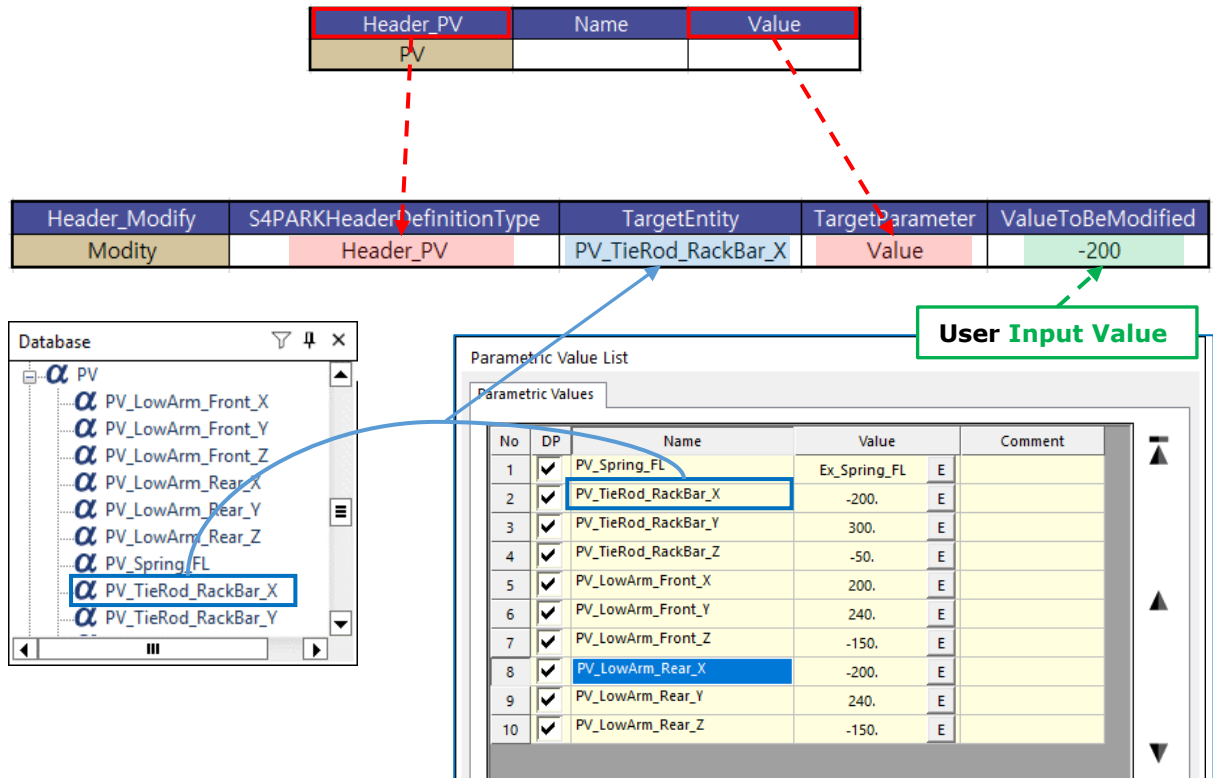 Header_PV Name Value
PV
Header_Modify S4PARKHeaderDefinitionType TargetEntity TargetParameter ValueToBeModified
Modity Header_PV PV_TieRod_RackBar_X Value -200
User Input Value
Database
PV
PV_LowArm_Front_X
PV_LowArm_Front_Y
PV_LowArm_Front_Z
PV_LowArm_Rear_X
PV_LowArm_Rear_Y
PV_LowArm_Rear_Z
PV_Spring_FL
PV_TieRod_RackBar_X
PV_TieRod_RackBar_Y
Parametric Value List
Parametric Values
No DP Name Value Comment
1 PV_Spring_FL Ex_Spring_FL E
2 PV_TieRod_RackBar_X -200. E
3 PV_TieRod_RackBar_Y 300. E
4 PV_TieRod_RackBar_Z -50. E
5 PV_LowArm_Front_X 200. E
6 PV_LowArm_Front_Y 240. E
7 PV_LowArm_Front_Z -150. E
8 PV_LowArm_Rear_X -200. E
9 PV_LowArm_Rear_Y 240. E
10 PV_LowArm_Rear_Z -150. E